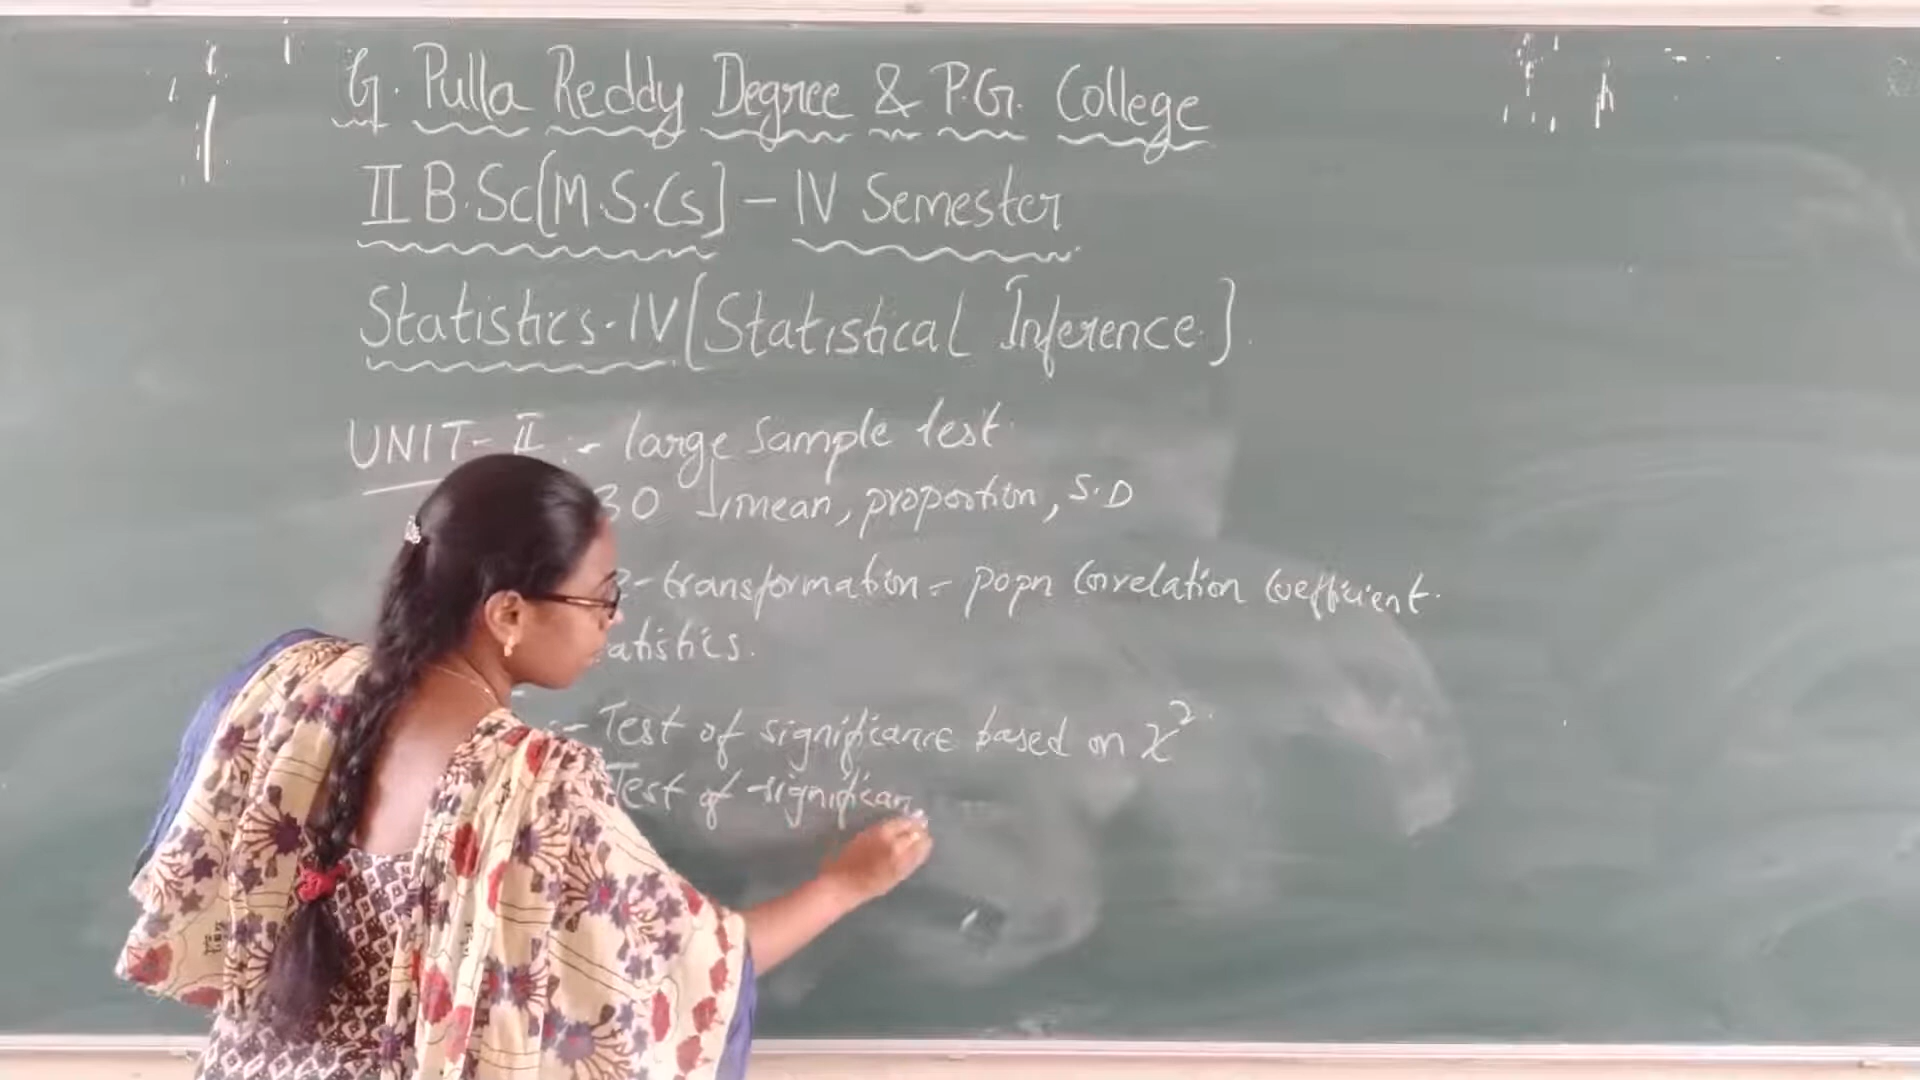 G. Pulla Reddy Degree & P.G. College
II B.Sc[M.S.Cs] - IV Semester
Statistics-IV [Statistical Inference.]
UNIT-II :- large sample test.
30 mean, proportion, S.D
z-transformation - popn correlation coefficient.
atistics.
:- Test of significance based on χ².
Test of significan